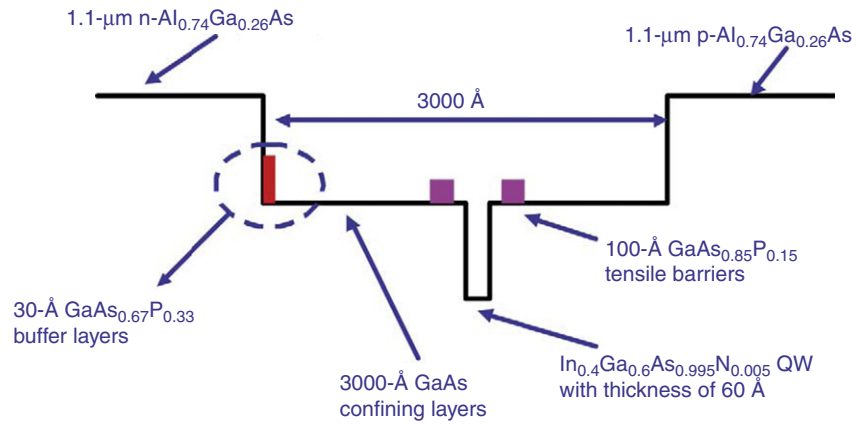 1.1-μm n-Al0.74Ga0.26As
1.1-μm p-Al0.74Ga0.26As
3000 Å
100-Å GaAs0.85P0.15
tensile barriers
30-Å GaAs0.67P0.33
buffer layers
3000-Å GaAs
confining layers
In0.4Ga0.6As0.995N0.005 QW
with thickness of 60 Å